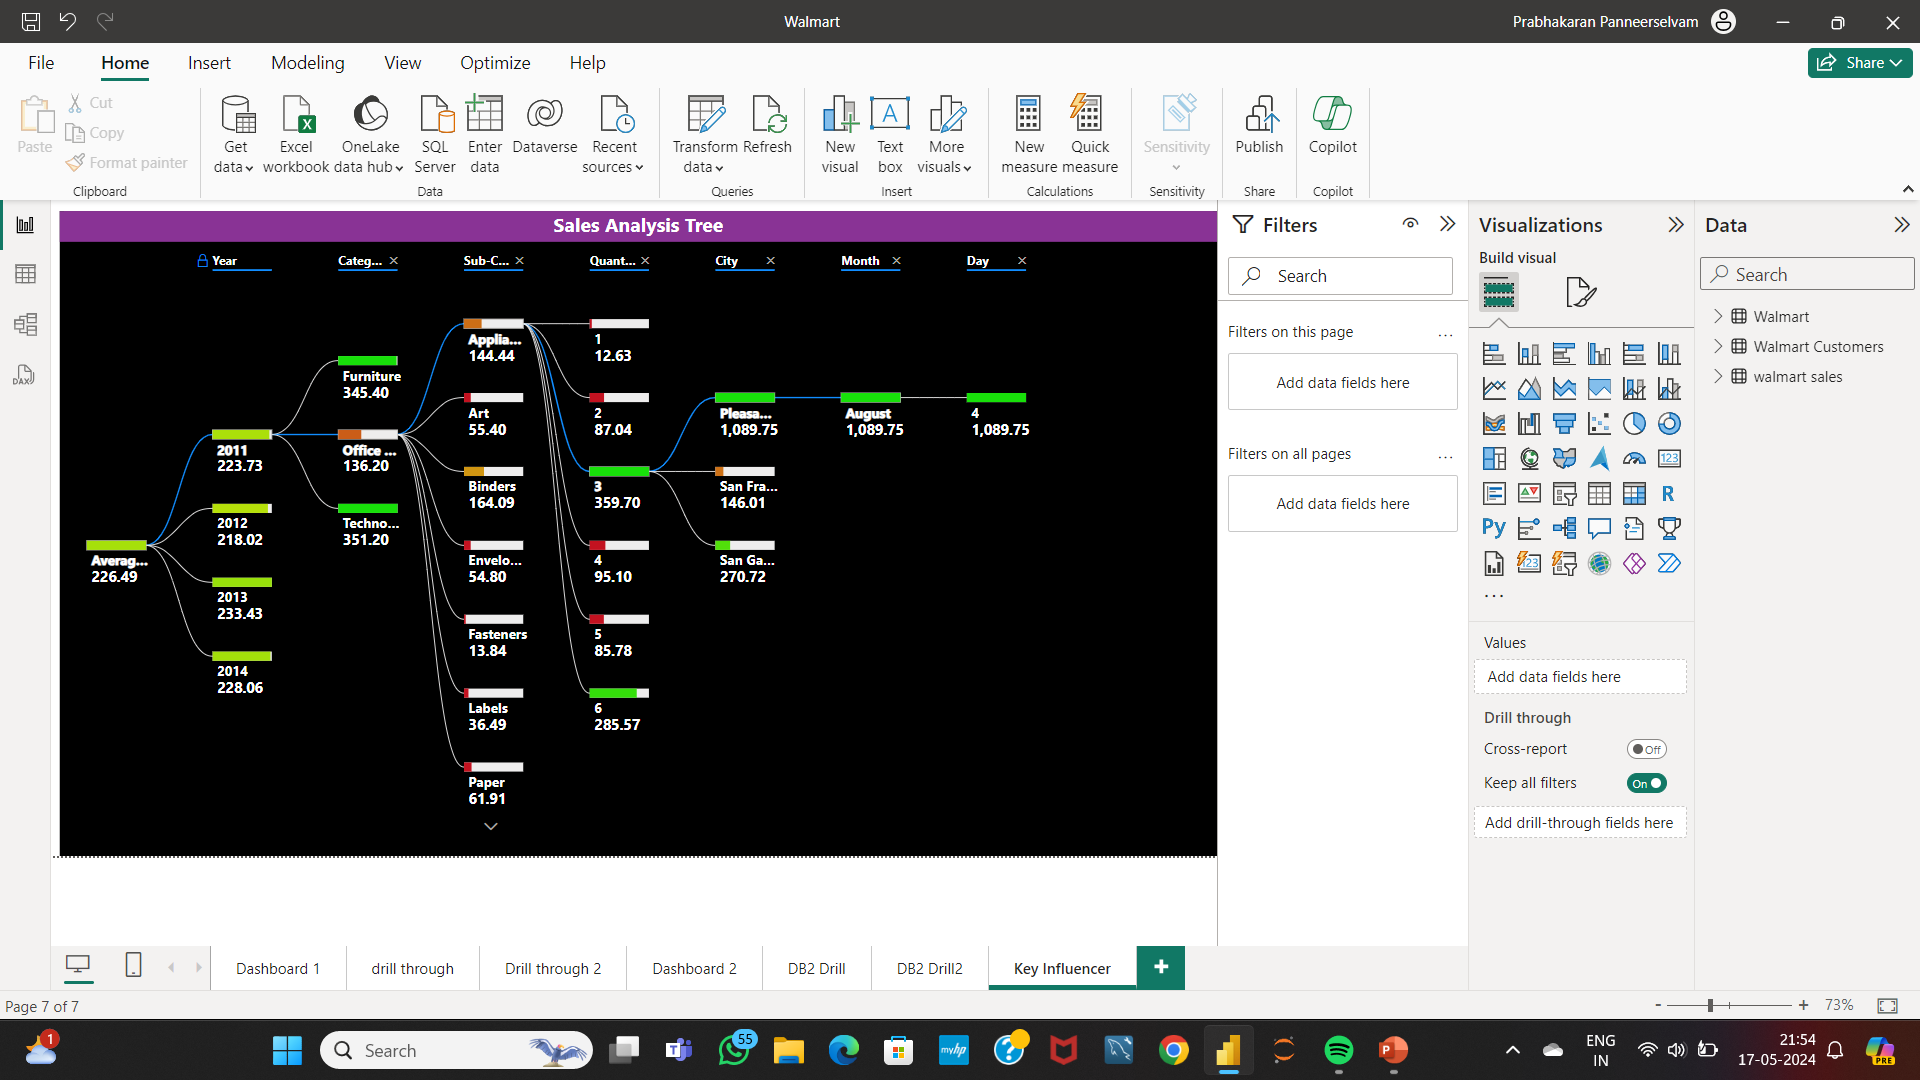 Walmart
Prabhakaran Panneerselvam
File Home Insert Modeling View Optimize Help
Share
Paste
Cut
Copy
Format painter
Clipboard
Get data
Excel workbook
OneLake data hub
SQL Server
Enter data
Dataverse
Recent sources
Data
Transform data
Refresh
Queries
New visual
Text box
More visuals
Insert
New measure
Quick measure
Calculations
Sensitivity
Sensitivity
Publish
Share
Copilot
Copilot
Sales Analysis Tree
Year
Categ...
Sub-C...
Quant...
City
Month
Day
Averag...
226.49
2011
223.73
2012
218.02
2013
233.43
2014
228.06
Furniture
345.40
Office ...
136.20
Techno...
351.20
Applia...
144.44
Art
55.40
Binders
164.09
Envelo...
54.80
Fasteners
13.84
Labels
36.49
Paper
61.91
1
12.63
2
87.04
3
359.70
4
95.10
5
85.78
6
285.57
Pleasa...
1,089.75
San Fra...
146.01
San Ga...
270.72
August
1,089.75
4
1,089.75
Filters
Search
Filters on this page
...
Add data fields here
Filters on all pages
...
Add data fields here
Visualizations
Build visual
123
R
Py
123
...
Values
Add data fields here
Drill through
Cross-report
Off
Keep all filters
On
Add drill-through fields here
Data
Search
Walmart
Walmart Customers
walmart sales
DAX
Dashboard 1
drill through
Drill through 2
Dashboard 2
DB2 Drill
DB2 Drill2
Key Influencer
+
Page 7 of 7
- + 73%
1
Search
55
myhp
ENG
IN
21:54
17-05-2024
PRE